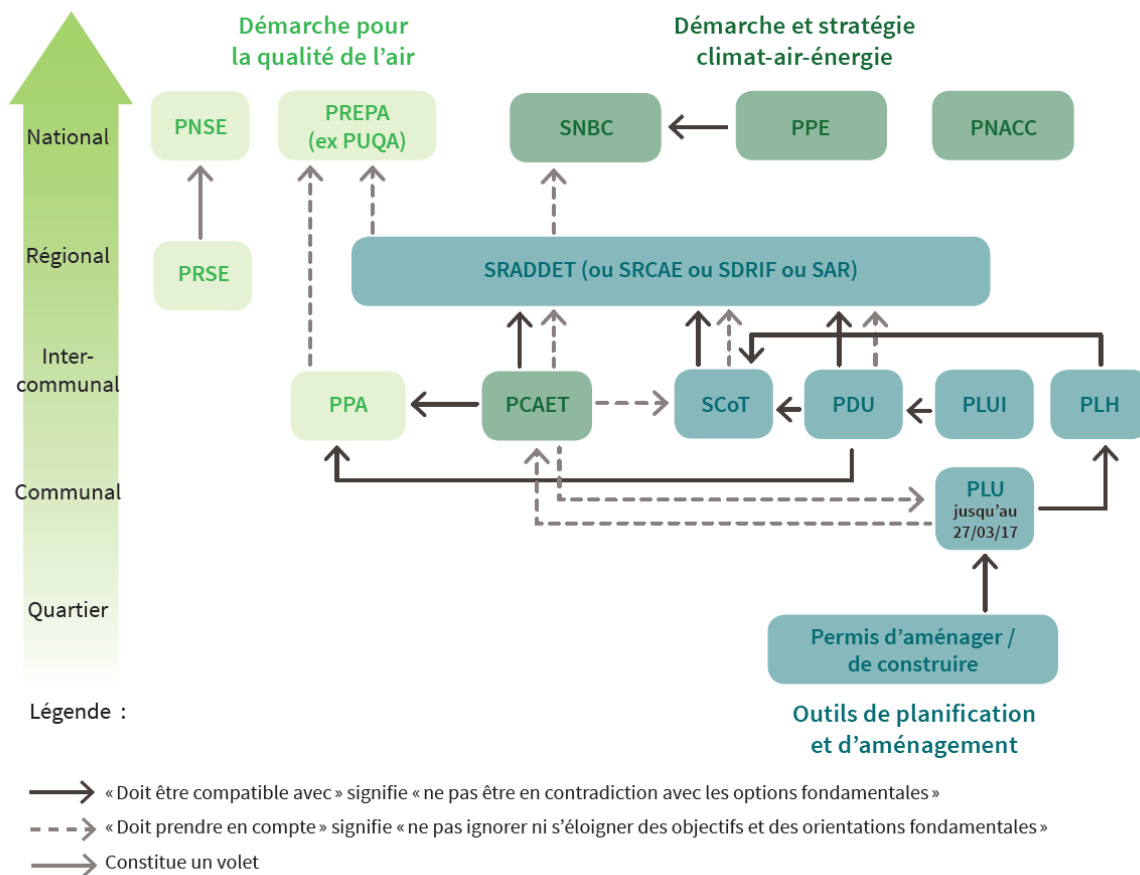 Démarche pour
la qualité de l’air
Démarche et stratégie
climat-air-énergie
National
PNSE
PREPA
(ex PUQA)
SNBC
PPE
PNACC
Régional
PRSE
SRADDET (ou SRCAE ou SDRIF ou SAR)
Inter-
communal
PPA
PCAET
SCoT
PDU
PLUI
PLH
Communal
PLU
jusqu’au
27/03/17
Quartier
Permis d’aménager /
de construire
Légende :
Outils de planification
et d’aménagement
« Doit être compatible avec » signifie « ne pas être en contradiction avec les options fondamentales »
« Doit prendre en compte » signifie « ne pas ignorer ni s’éloigner des objectifs et des orientations fondamentales »
Constitue un volet